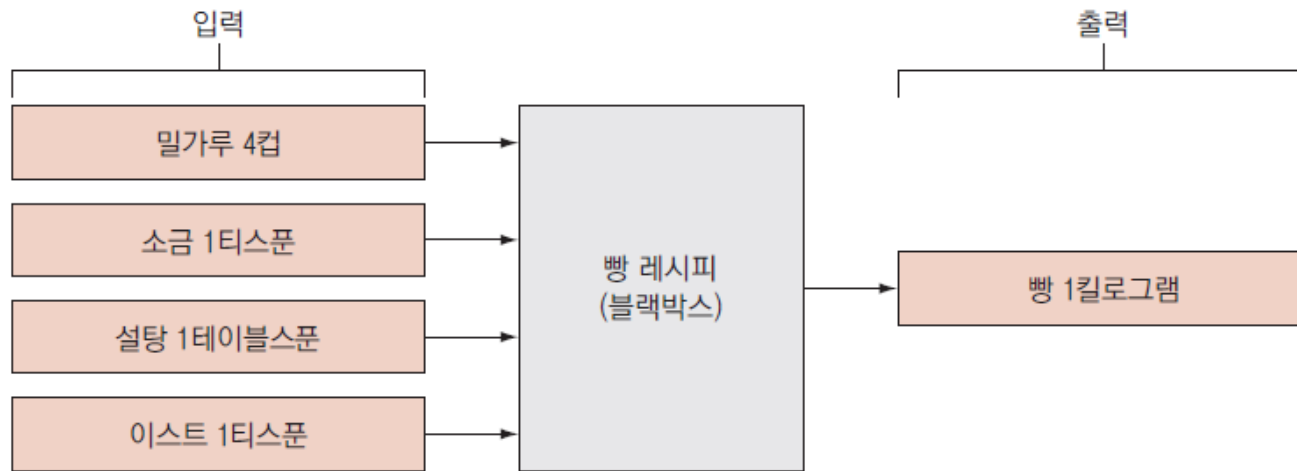 입력
출력
밀가루 4컵
소금 1티스푼
설탕 1테이블스푼
이스트 1티스푼
빵 레시피
(블랙박스)
빵 1킬로그램